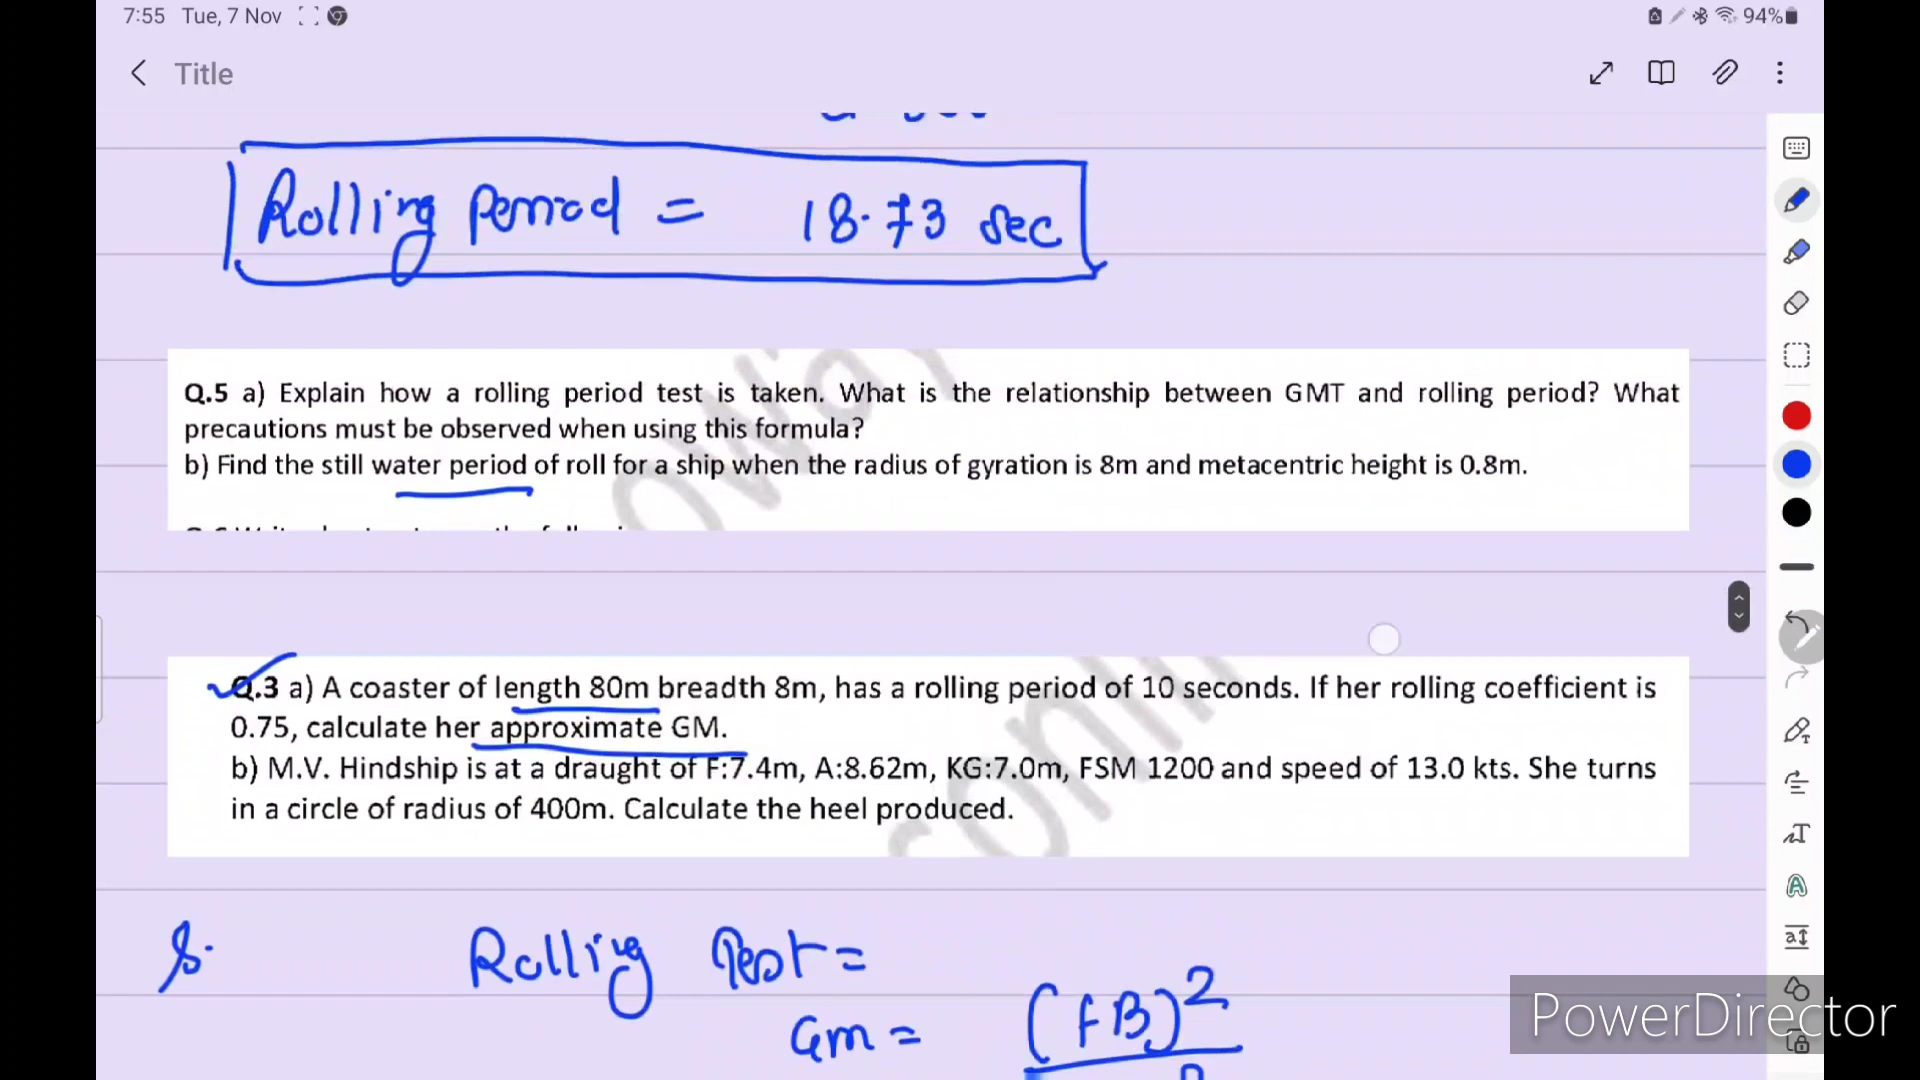 7:55 Tue, 7 Nov
94%
Title
Rolling Period = 18.73 sec
Q.5 a) Explain how a rolling period test is taken. What is the relationship between GMT and rolling period? What
precautions must be observed when using this formula?
b) Find the still water period of roll for a ship when the radius of gyration is 8m and metacentric height is 0.8m.
Q.3 a) A coaster of length 80m breadth 8m, has a rolling period of 10 seconds. If her rolling coefficient is
0.75, calculate her approximate GM.
b) M.V. Hindship is at a draught of F:7.4m, A:8.62m, KG:7.0m, FSM 1200 and speed of 13.0 kts. She turns
in a circle of radius of 400m. Calculate the heel produced.
Rolling Test =
Gm = (fB)²
PowerDirector